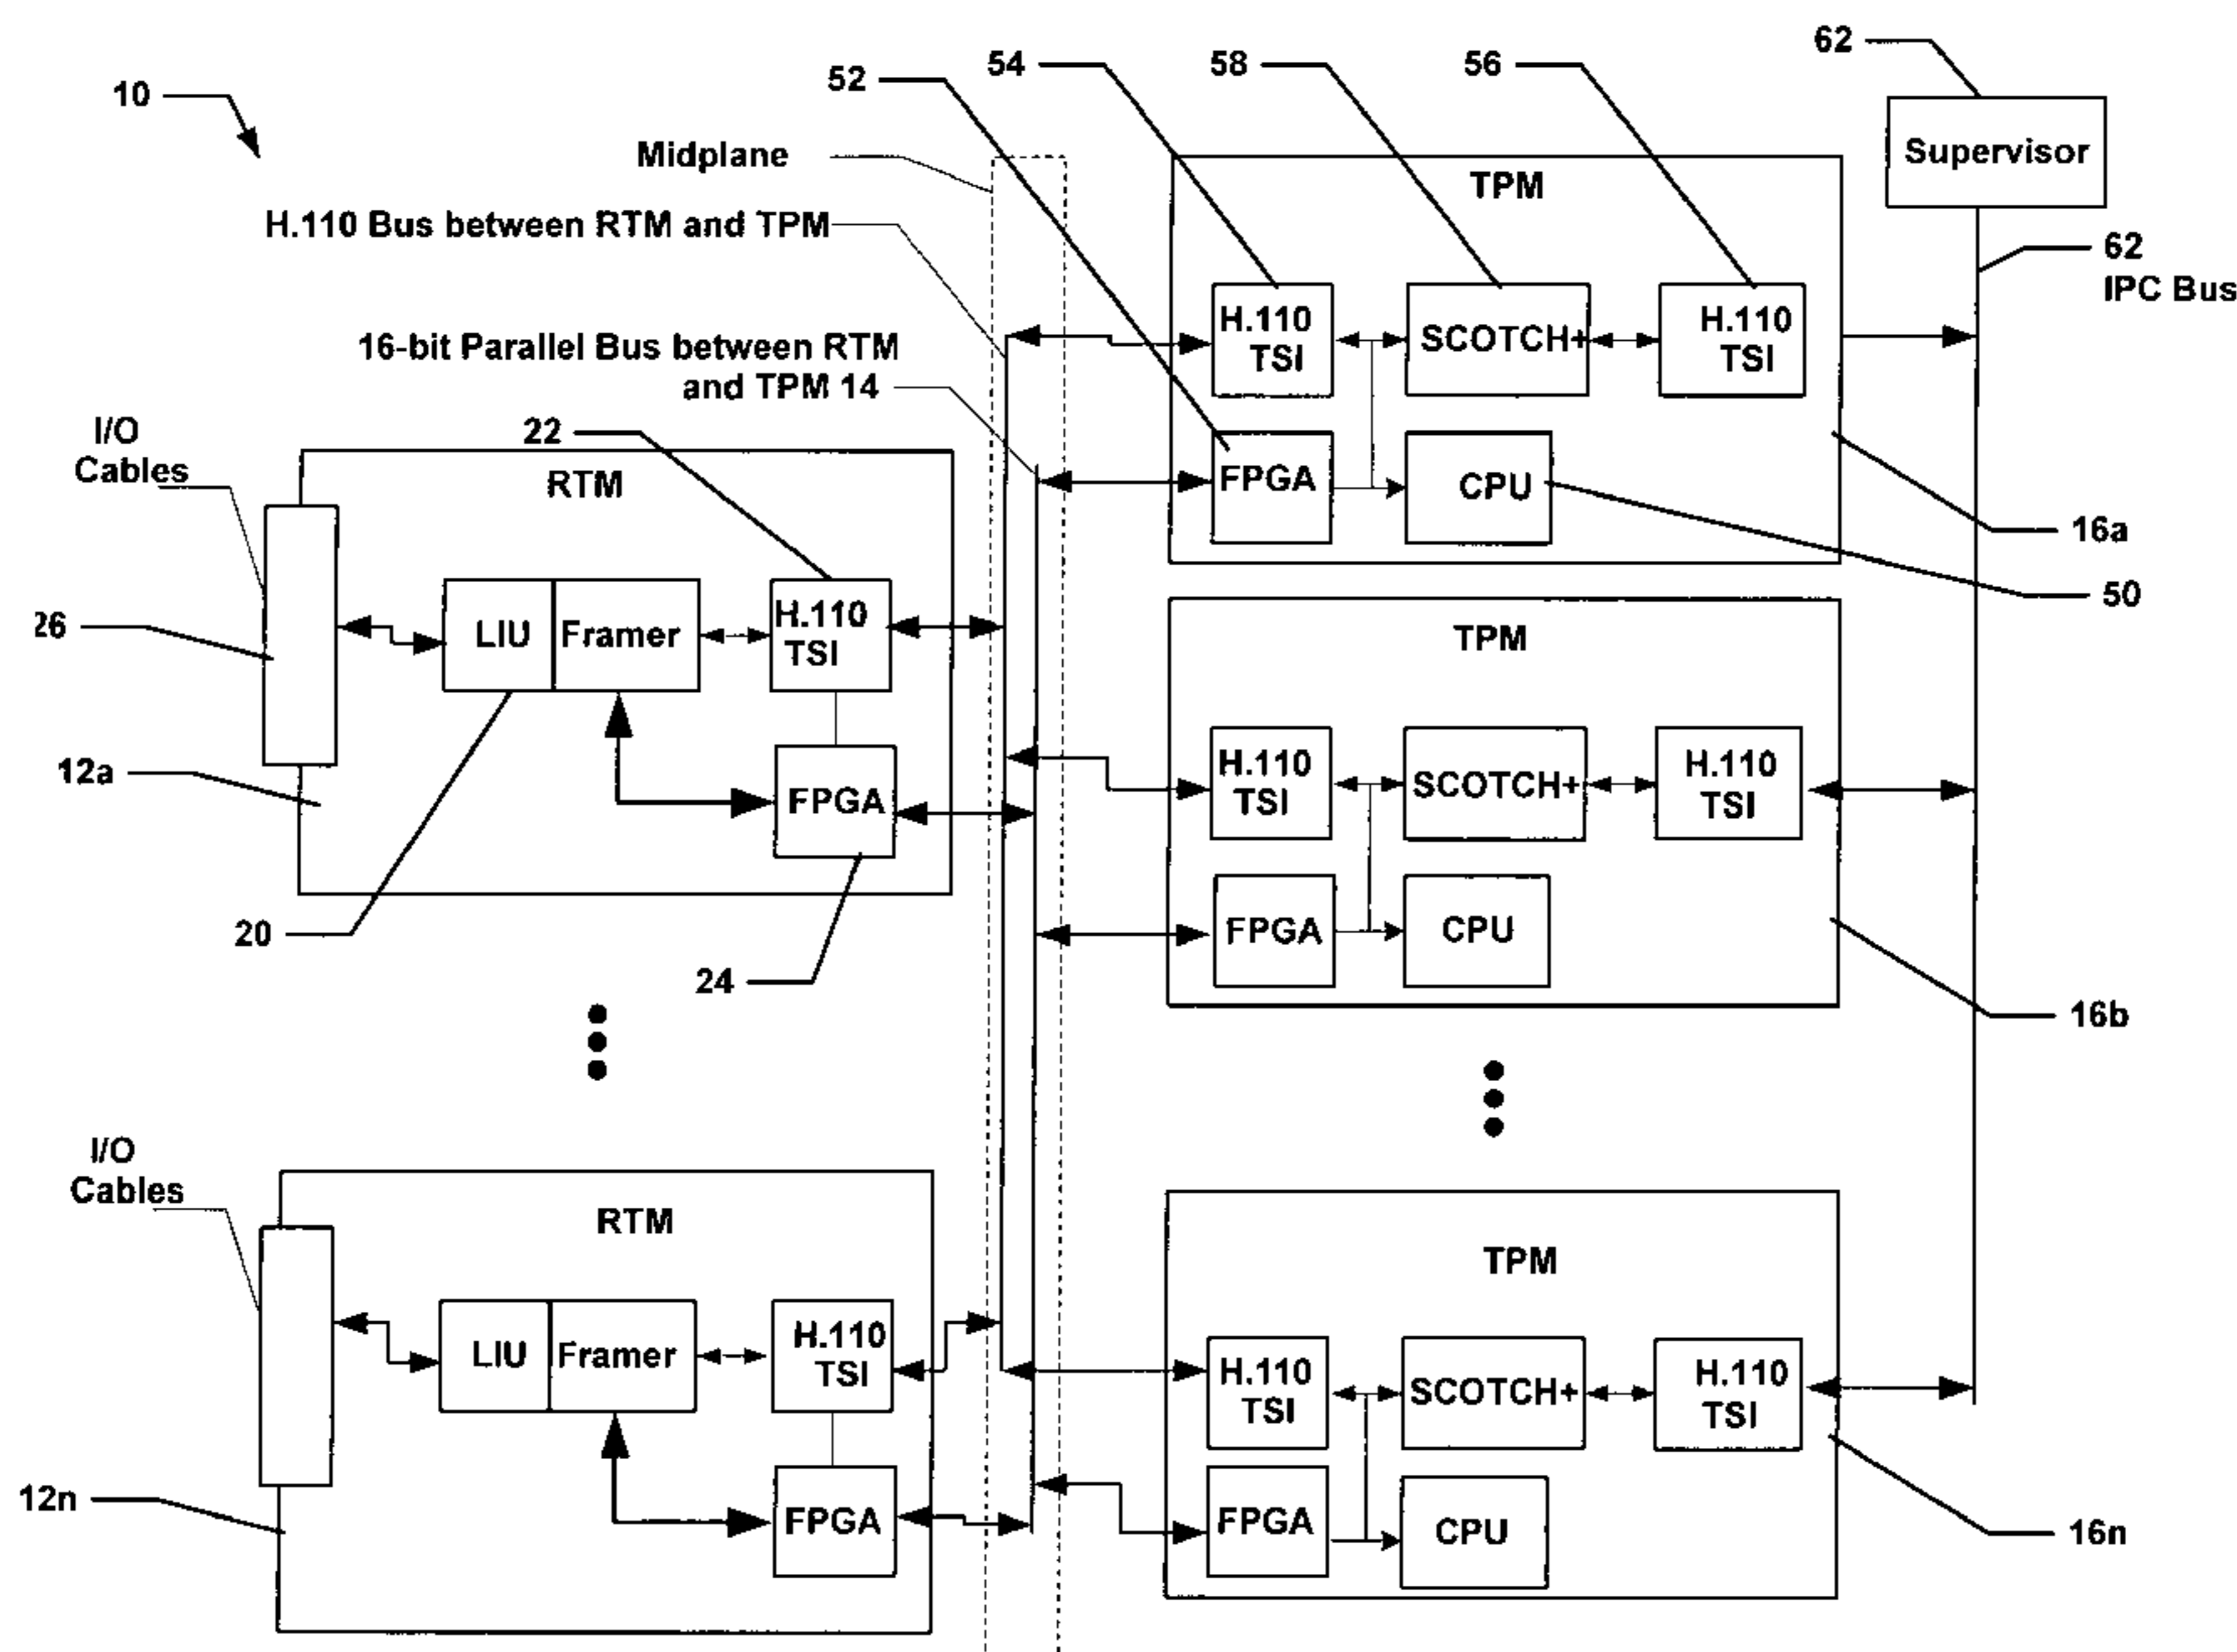 10
52
54
58
56
62
Supervisor
Midplane
H.110 Bus between RTM and TPM
16-bit Parallel Bus between RTM
and TPM 14
62
IPC Bus
TPM
H.110
TSI
SCOTCH+
H.110
TSI
FPGA
CPU
16a
50
I/O
Cables
22
RTM
LIU
Framer
H.110
TSI
FPGA
26
12a
20
24
TPM
H.110
TSI
SCOTCH+
H.110
TSI
FPGA
CPU
16b
I/O
Cables
RTM
LIU
Framer
H.110
TSI
FPGA
12n
TPM
H.110
TSI
SCOTCH+
H.110
TSI
FPGA
CPU
16n